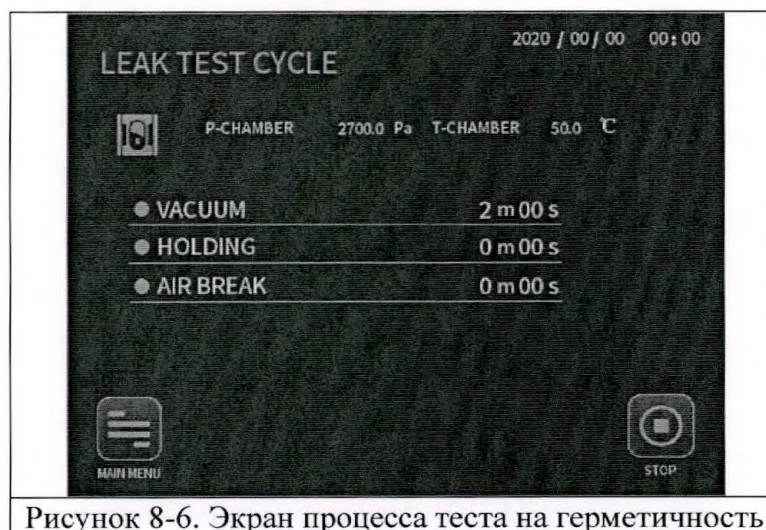 2020 / 00 / 00 00:00
LEAK TEST CYCLE
P-CHAMBER 2700.0 Pa T-CHAMBER 50.0 ℃
VACUUM 2 m 00 s
HOLDING 0 m 00 s
AIR BREAK 0 m 00 s
MAIN MENU STOP
Рисунок 8-6. Экран процесса теста на герметичность